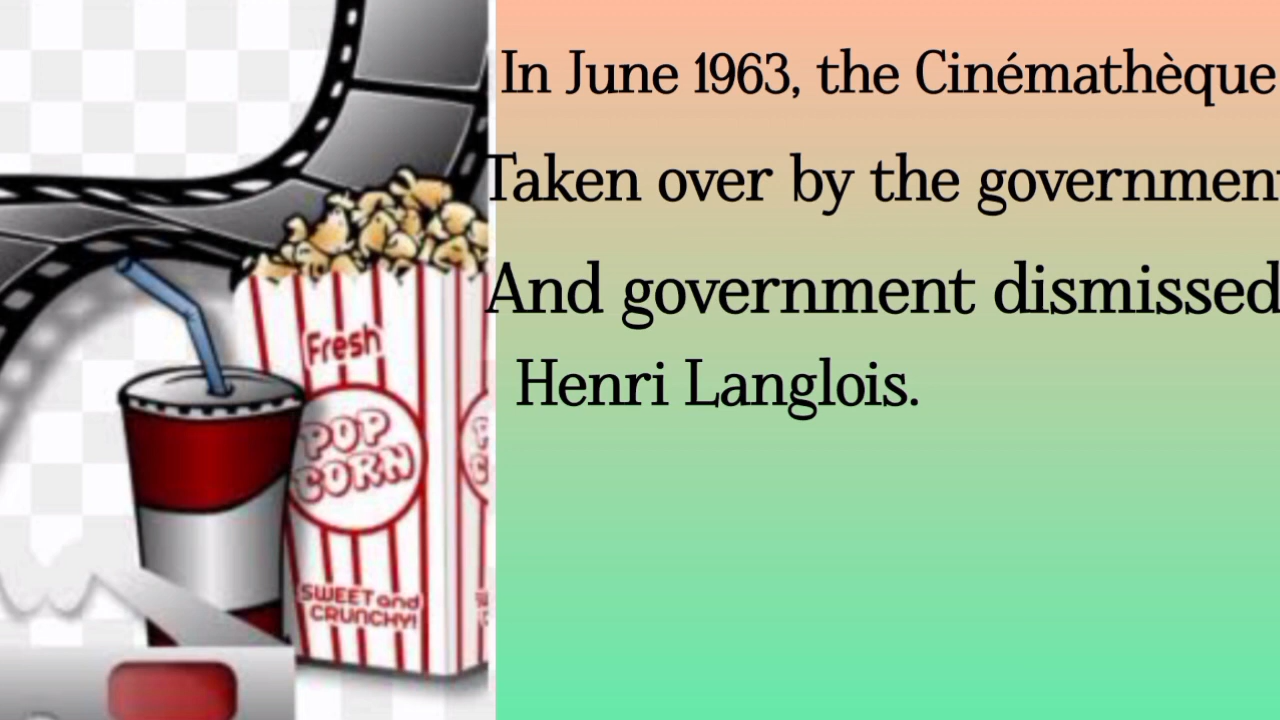 In June 1963, the Cinémathèque
Taken over by the government
And government dismissed
Henri Langlois.
Fresh
POP
CORN
SWEET and
CRUNCHY!